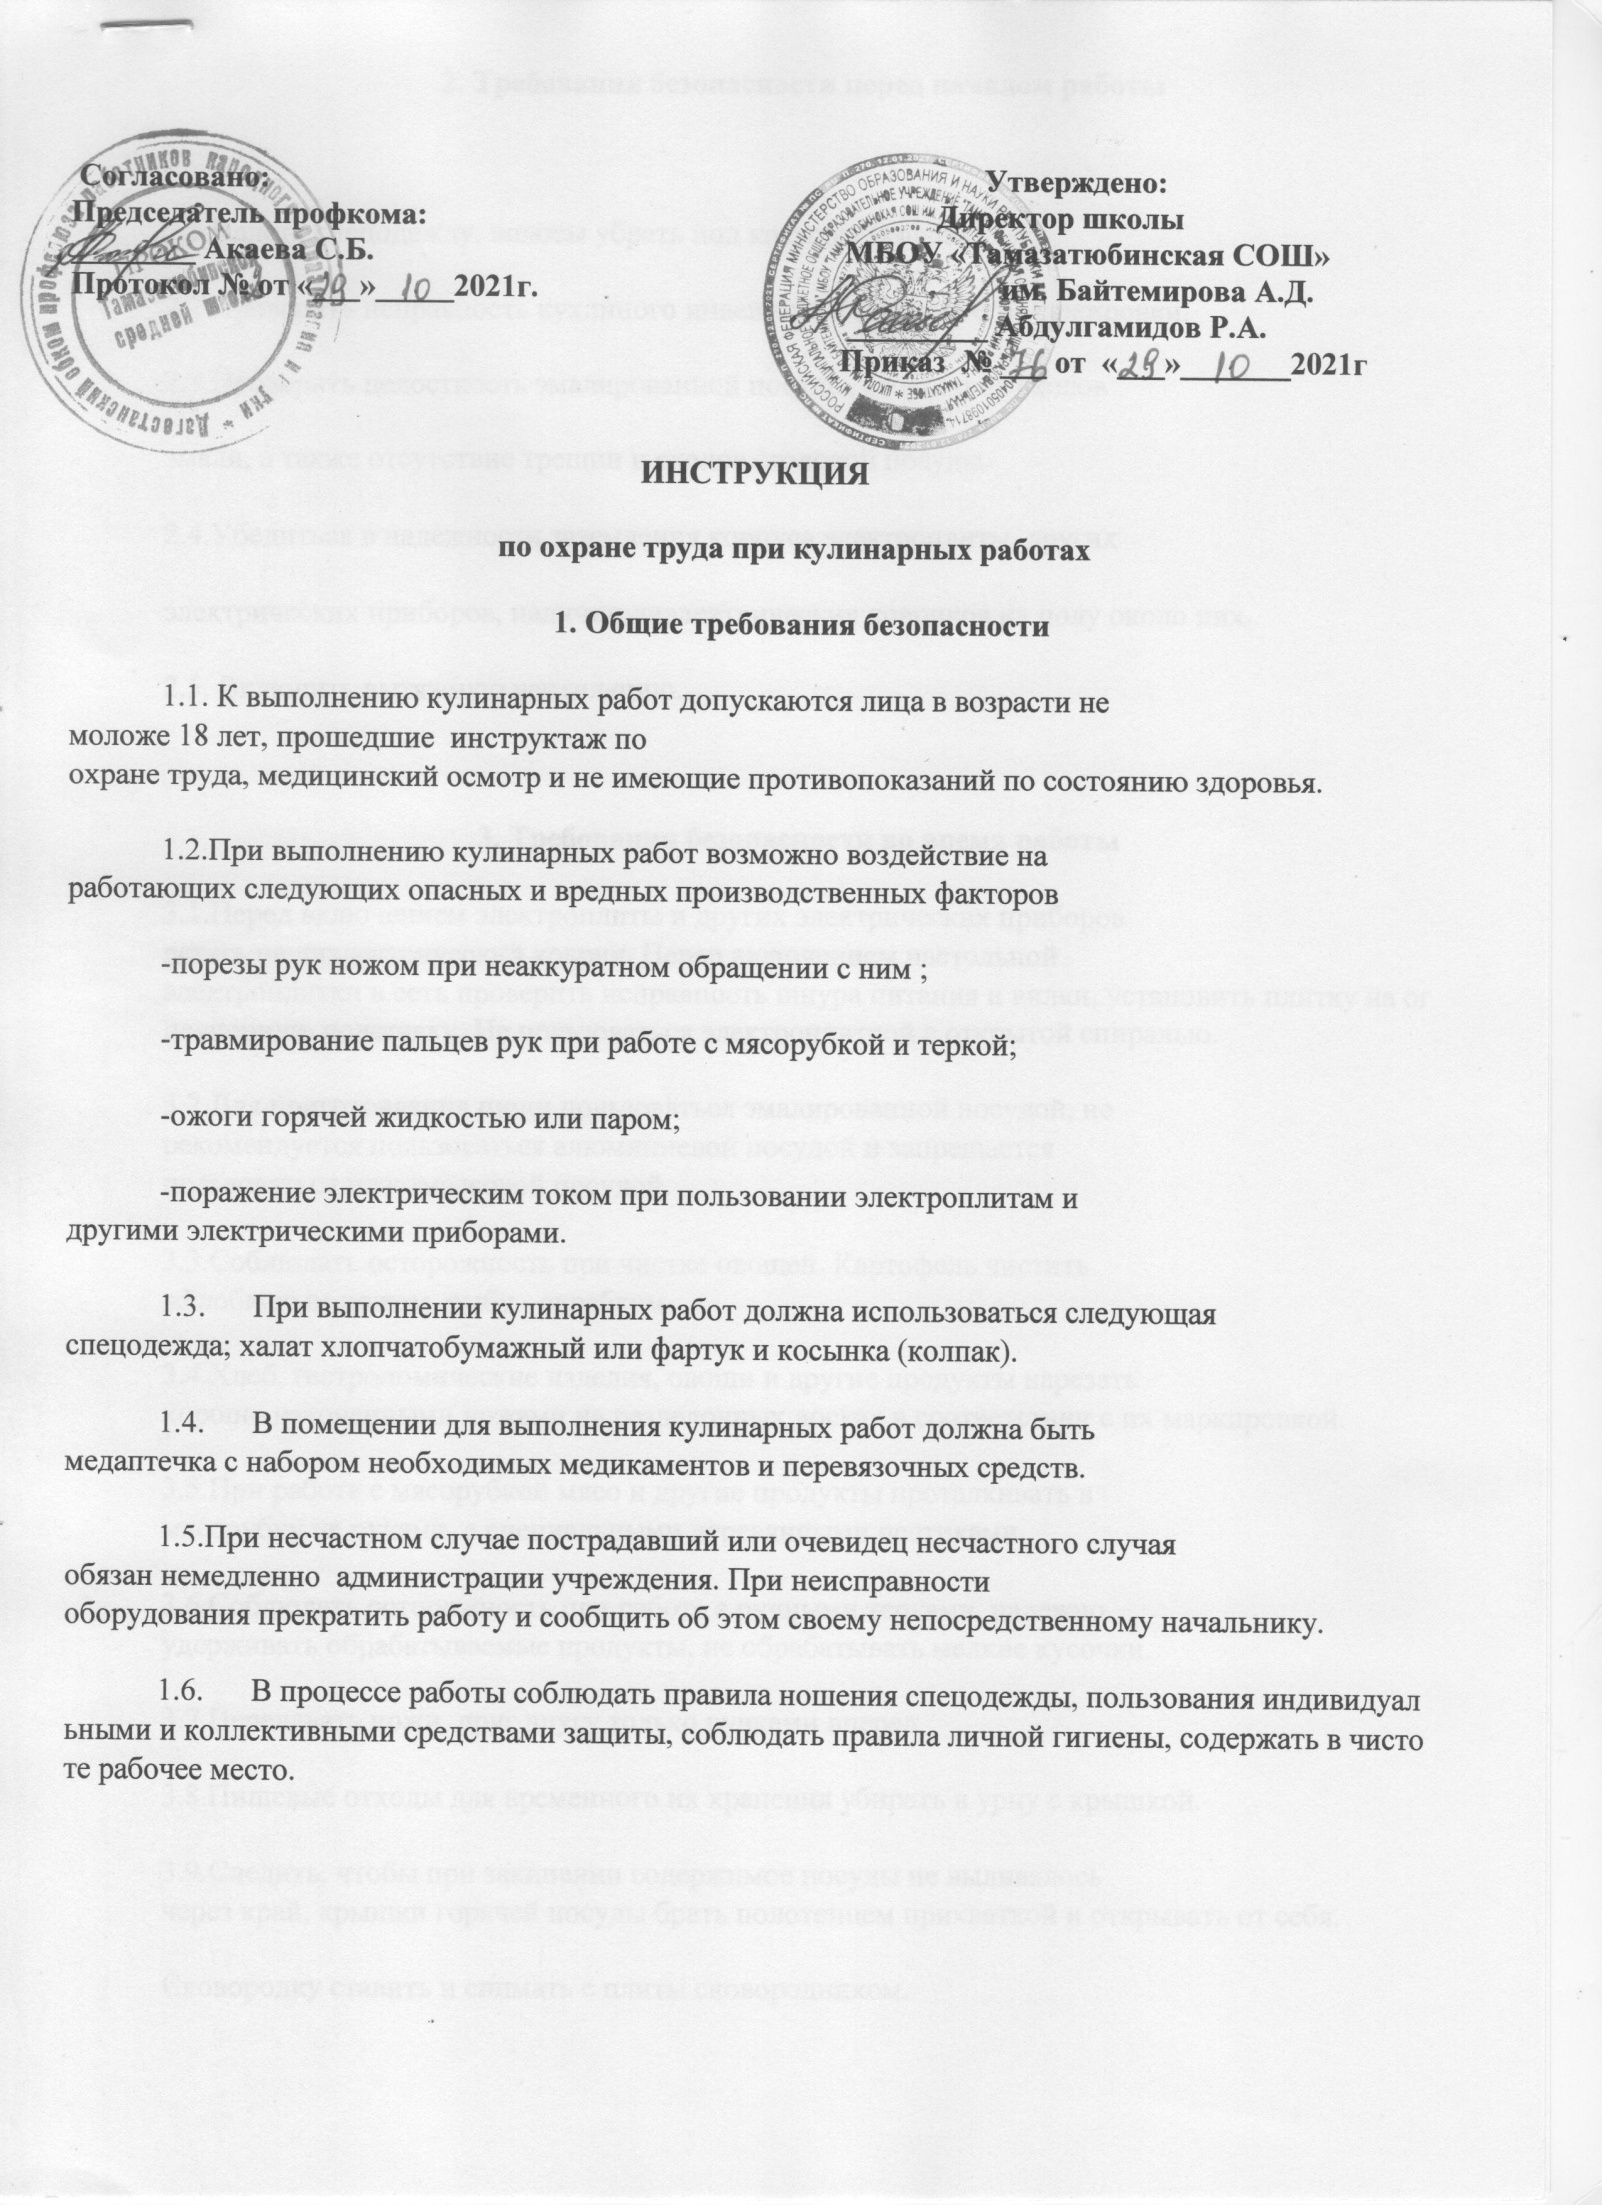 Согласовано:
Председатель профкома:
Акаева С.Б.
Протокол № от «29» 10 2021г.
Утверждено:
Директор школы
МБОУ «Тамазатюбинская СОШ»
им. Байтемирова А.Д.
Абдулгамидов Р.А.
Приказ № 76 от «29» 10 2021г
ИНСТРУКЦИЯ
по охране труда при кулинарных работах
1. Общие требования безопасности
1.1. К выполнению кулинарных работ допускаются лица в возрасти не
моложе 18 лет, прошедшие инструктаж по
охране труда, медицинский осмотр и не имеющие противопоказаний по состоянию здоровья.
1.2.При выполнению кулинарных работ возможно воздействие на
работающих следующих опасных и вредных производственных факторов
-порезы рук ножом при неаккуратном обращении с ним ;
-травмирование пальцев рук при работе с мясорубкой и теркой;
-ожоги горячей жидкостью или паром;
-поражение электрическим током при пользовании электроплитам и
другими электрическими приборами.
1.3. При выполнении кулинарных работ должна использоваться следующая
спецодежда; халат хлопчатобумажный или фартук и косынка (колпак).
1.4. В помещении для выполнения кулинарных работ должна быть
медаптечка с набором необходимых медикаментов и перевязочных средств.
1.5.При несчастном случае пострадавший или очевидец несчастного случая
обязан немедленно администрации учреждения. При неисправности
оборудования прекратить работу и сообщить об этом своему непосредственному начальнику.
1.6. В процессе работы соблюдать правила ношения спецодежды, пользования индивидуал
ьными и коллективными средствами защиты, соблюдать правила личной гигиены, содержать в чисто
те рабочее место.